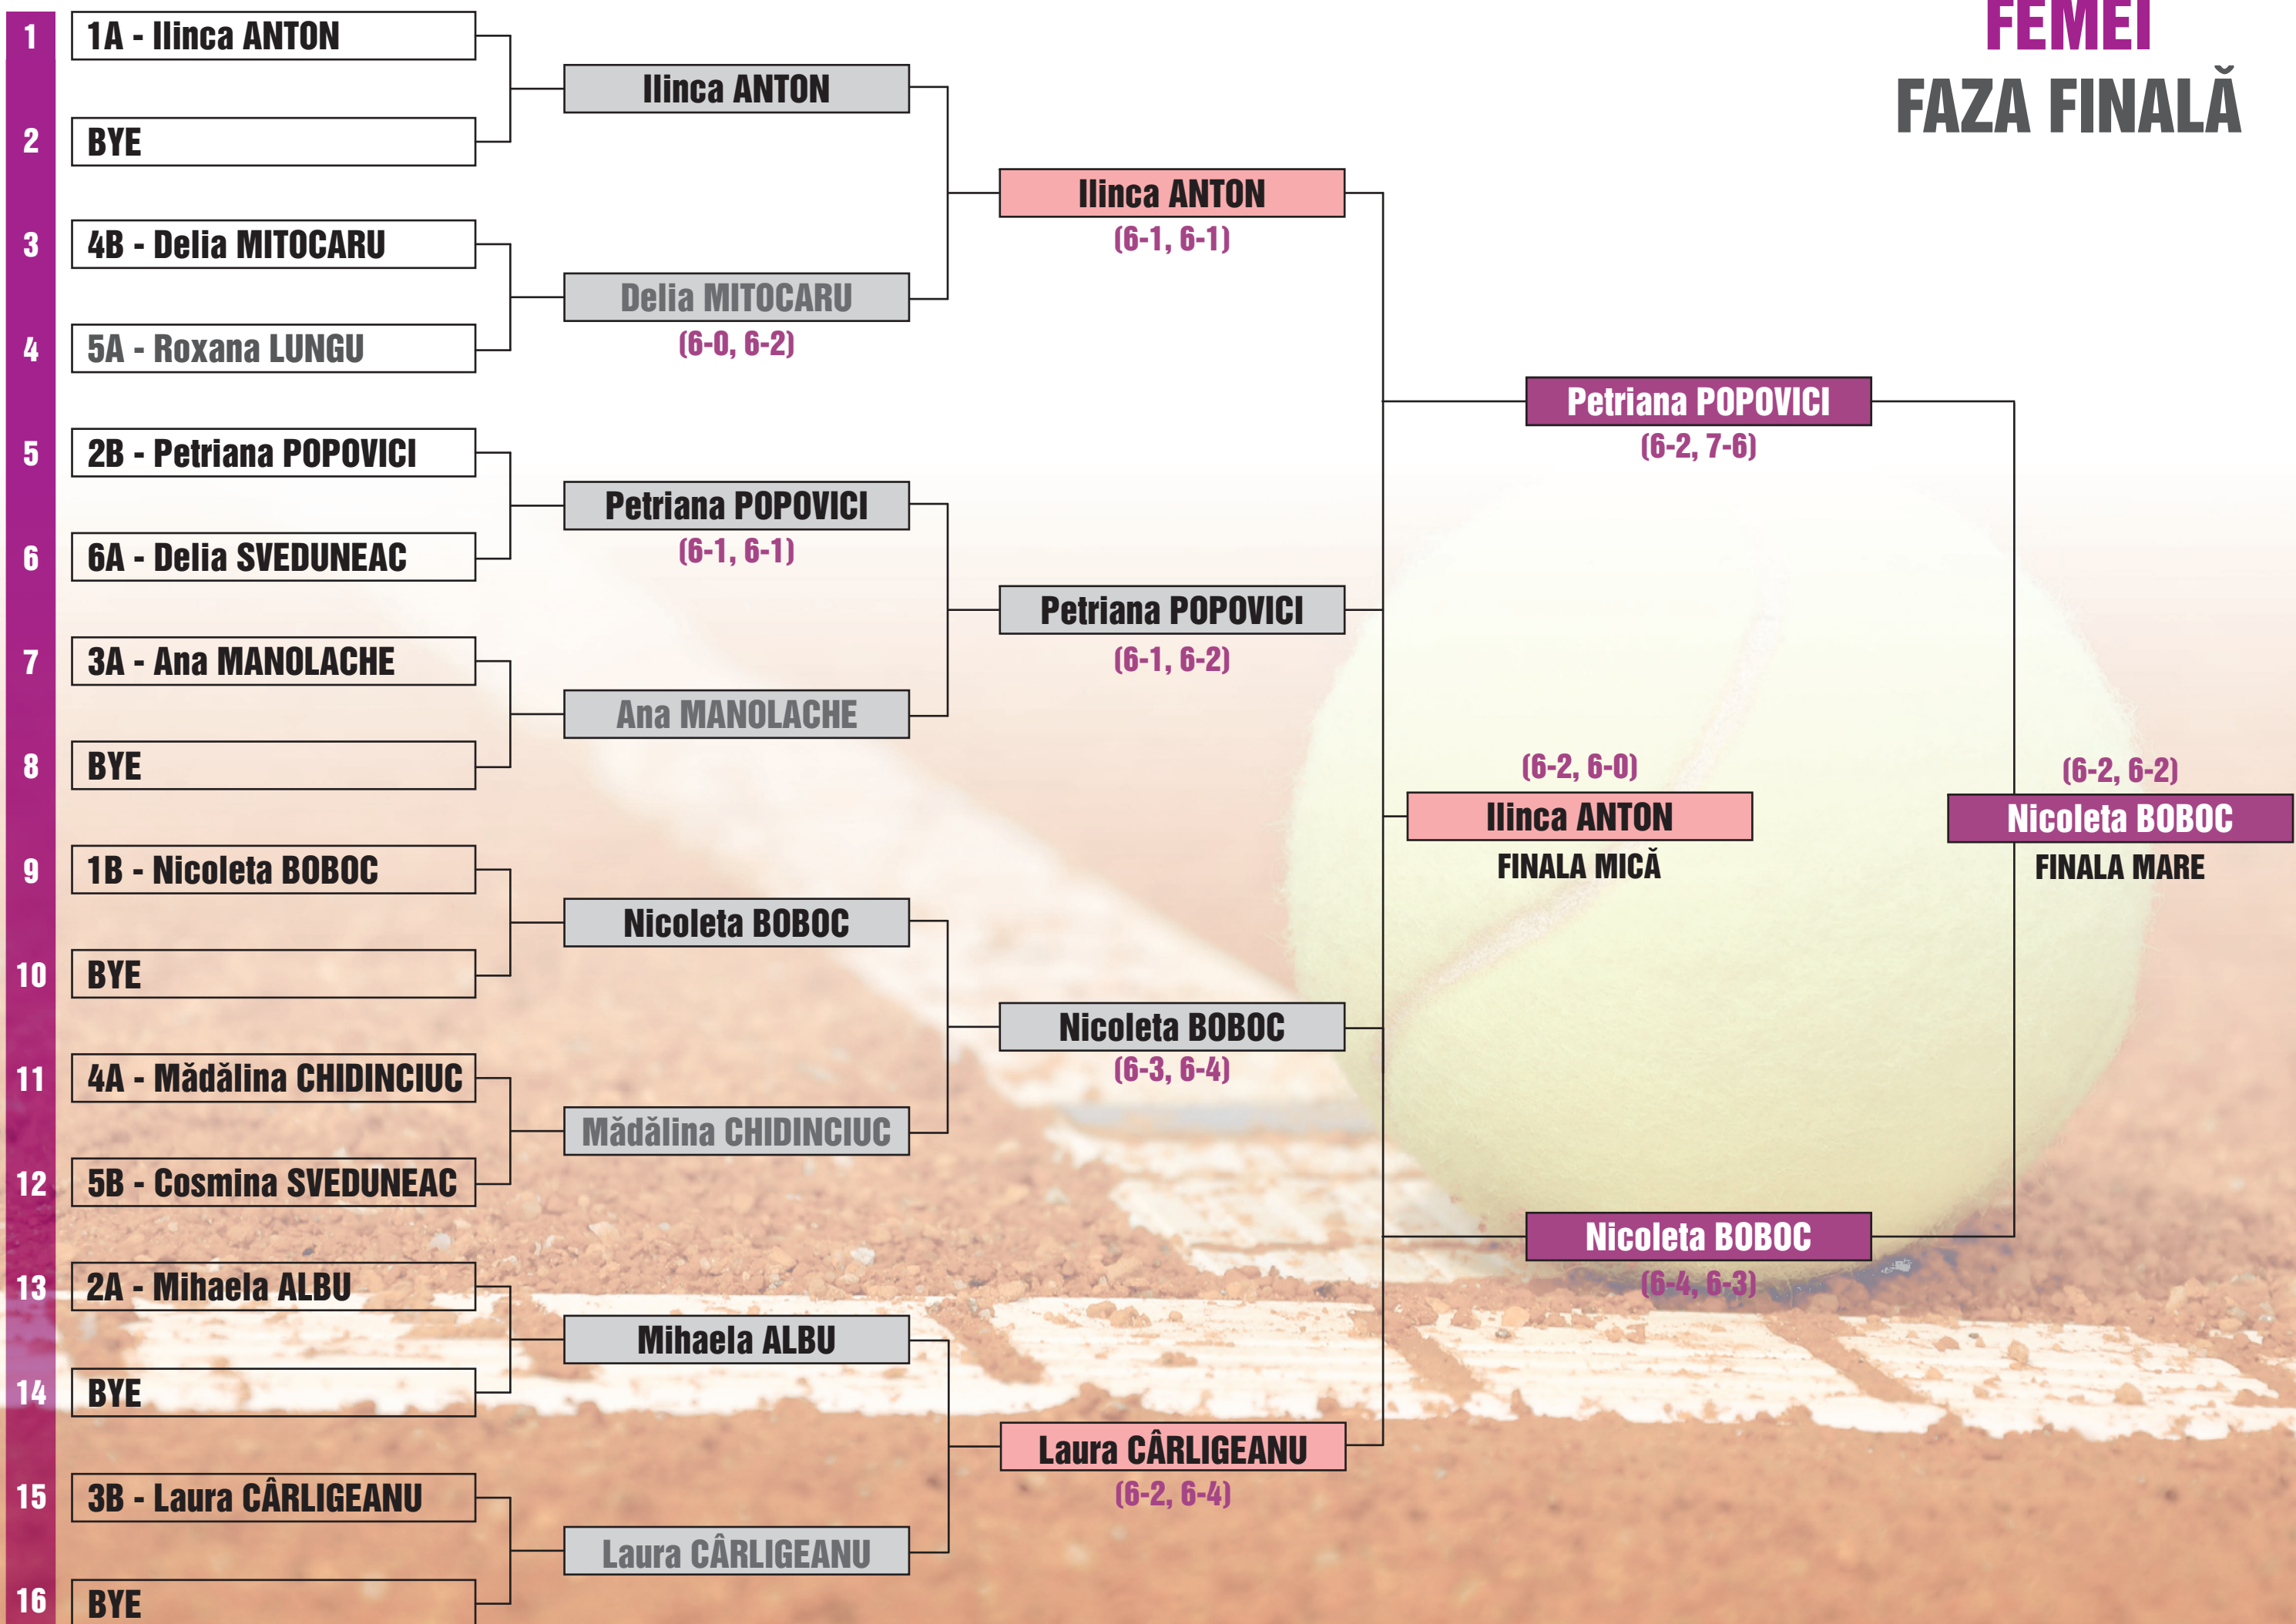 FEMEI
FAZA FINALĂ
1
1A - Ilinca ANTON
2
BYE
3
4B - Delia MITOCARU
4
5A - Roxana LUNGU
5
2B - Petriana POPOVICI
6
6A - Delia SVEDUNEAC
7
3A - Ana MANOLACHE
8
BYE
9
1B - Nicoleta BOBOC
10
BYE
11
4A - Mădălina CHIDINCIUC
12
5B - Cosmina SVEDUNEAC
13
2A - Mihaela ALBU
14
BYE
15
3B - Laura CÂRLIGEANU
16
BYE
Ilinca ANTON
Delia MITOCARU
(6-0, 6-2)
Petriana POPOVICI
(6-1, 6-1)
Ana MANOLACHE
Nicoleta BOBOC
Mădălina CHIDINCIUC
Mihaela ALBU
Laura CÂRLIGEANU
Ilinca ANTON
(6-1, 6-1)
Petriana POPOVICI
(6-1, 6-2)
Nicoleta BOBOC
(6-3, 6-4)
Laura CÂRLIGEANU
(6-2, 6-4)
Petriana POPOVICI
(6-2, 7-6)
(6-2, 6-0)
Ilinca ANTON
FINALA MICĂ
Nicoleta BOBOC
(6-4, 6-3)
(6-2, 6-2)
Nicoleta BOBOC
FINALA MARE